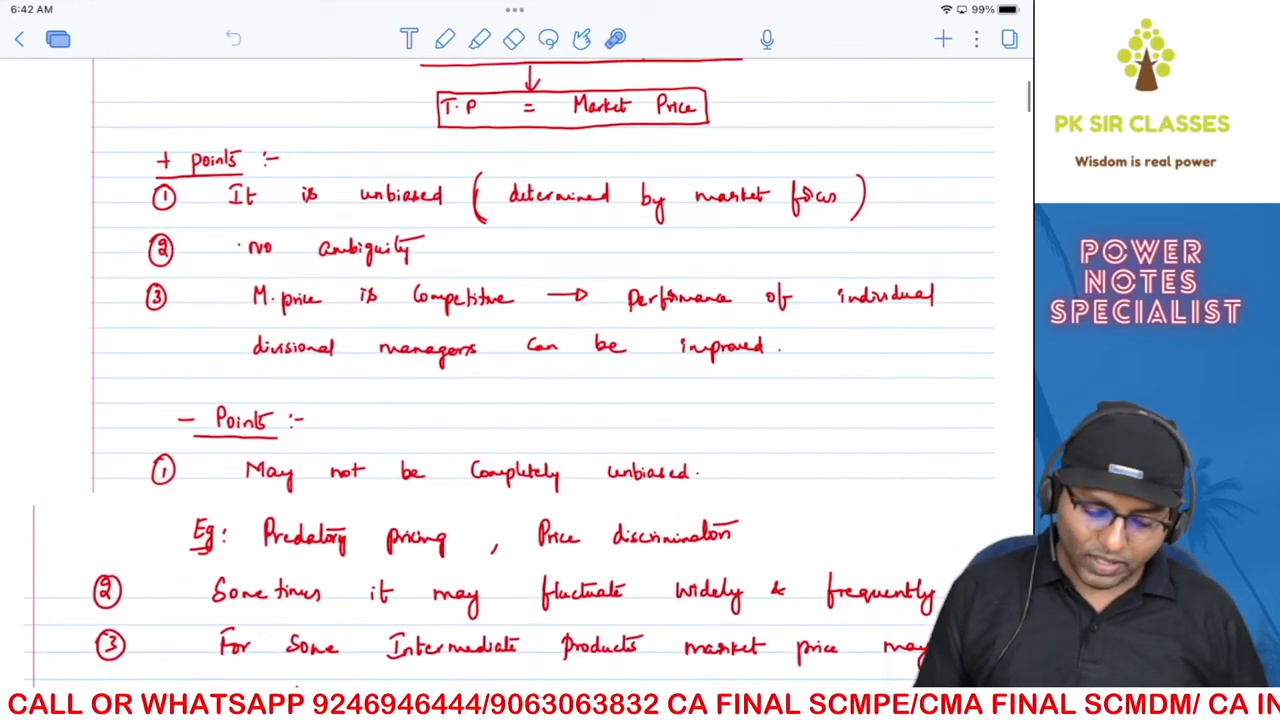 6:42 AM
99%
T
T.P = Market Price
+ points :-
① It is unbiased ( determined by market focus )
② no ambiguity
③ M.price is Competitive → Performance of individual
divisional managers can be improved.
- Points :-
① May not be Completely unbiased.
Eg: Predatory pricing , Price discrimination
② Sometimes it may fluctuate widely & frequently
③ For Some Intermediate Products market price may
PK SIR CLASSES
Wisdom is real power
POWER
NOTES
SPECIALIST
CALL OR WHATSAPP 9246946444/9063063832 CA FINAL SCMPE/CMA FINAL SCMDM/ CA IN